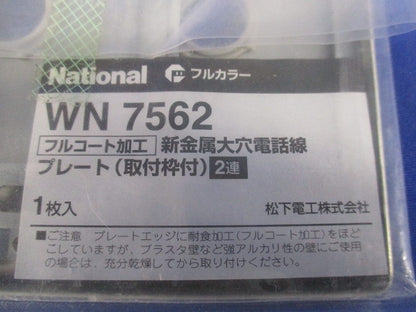 National フルカラー
WN 7562
フルコート加工 新金属大穴電話線
プレート(取付枠付) 2連
1枚入 松下電工株式会社
■ご注意 プレートエッジに耐食加工(フルコート加工)をほど
こしていますが、プラスタ壁など強アルカリ性の壁にご使用
の場合は、充分乾燥してから取り付けください。